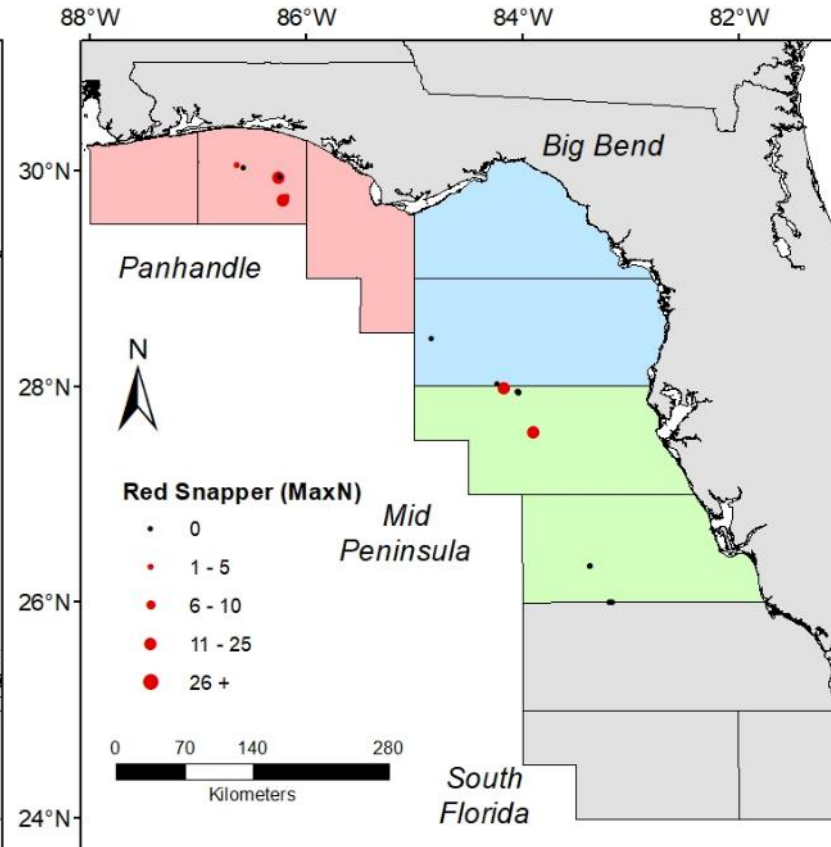 88°W 86°W 84°W 82°W
30°N
28°N
26°N
24°N
Big Bend
Panhandle
N
Red Snapper (MaxN)
0
1 - 5
6 - 10
11 - 25
26 +
Mid
Peninsula
0 70 140 280
Kilometers
South
Florida